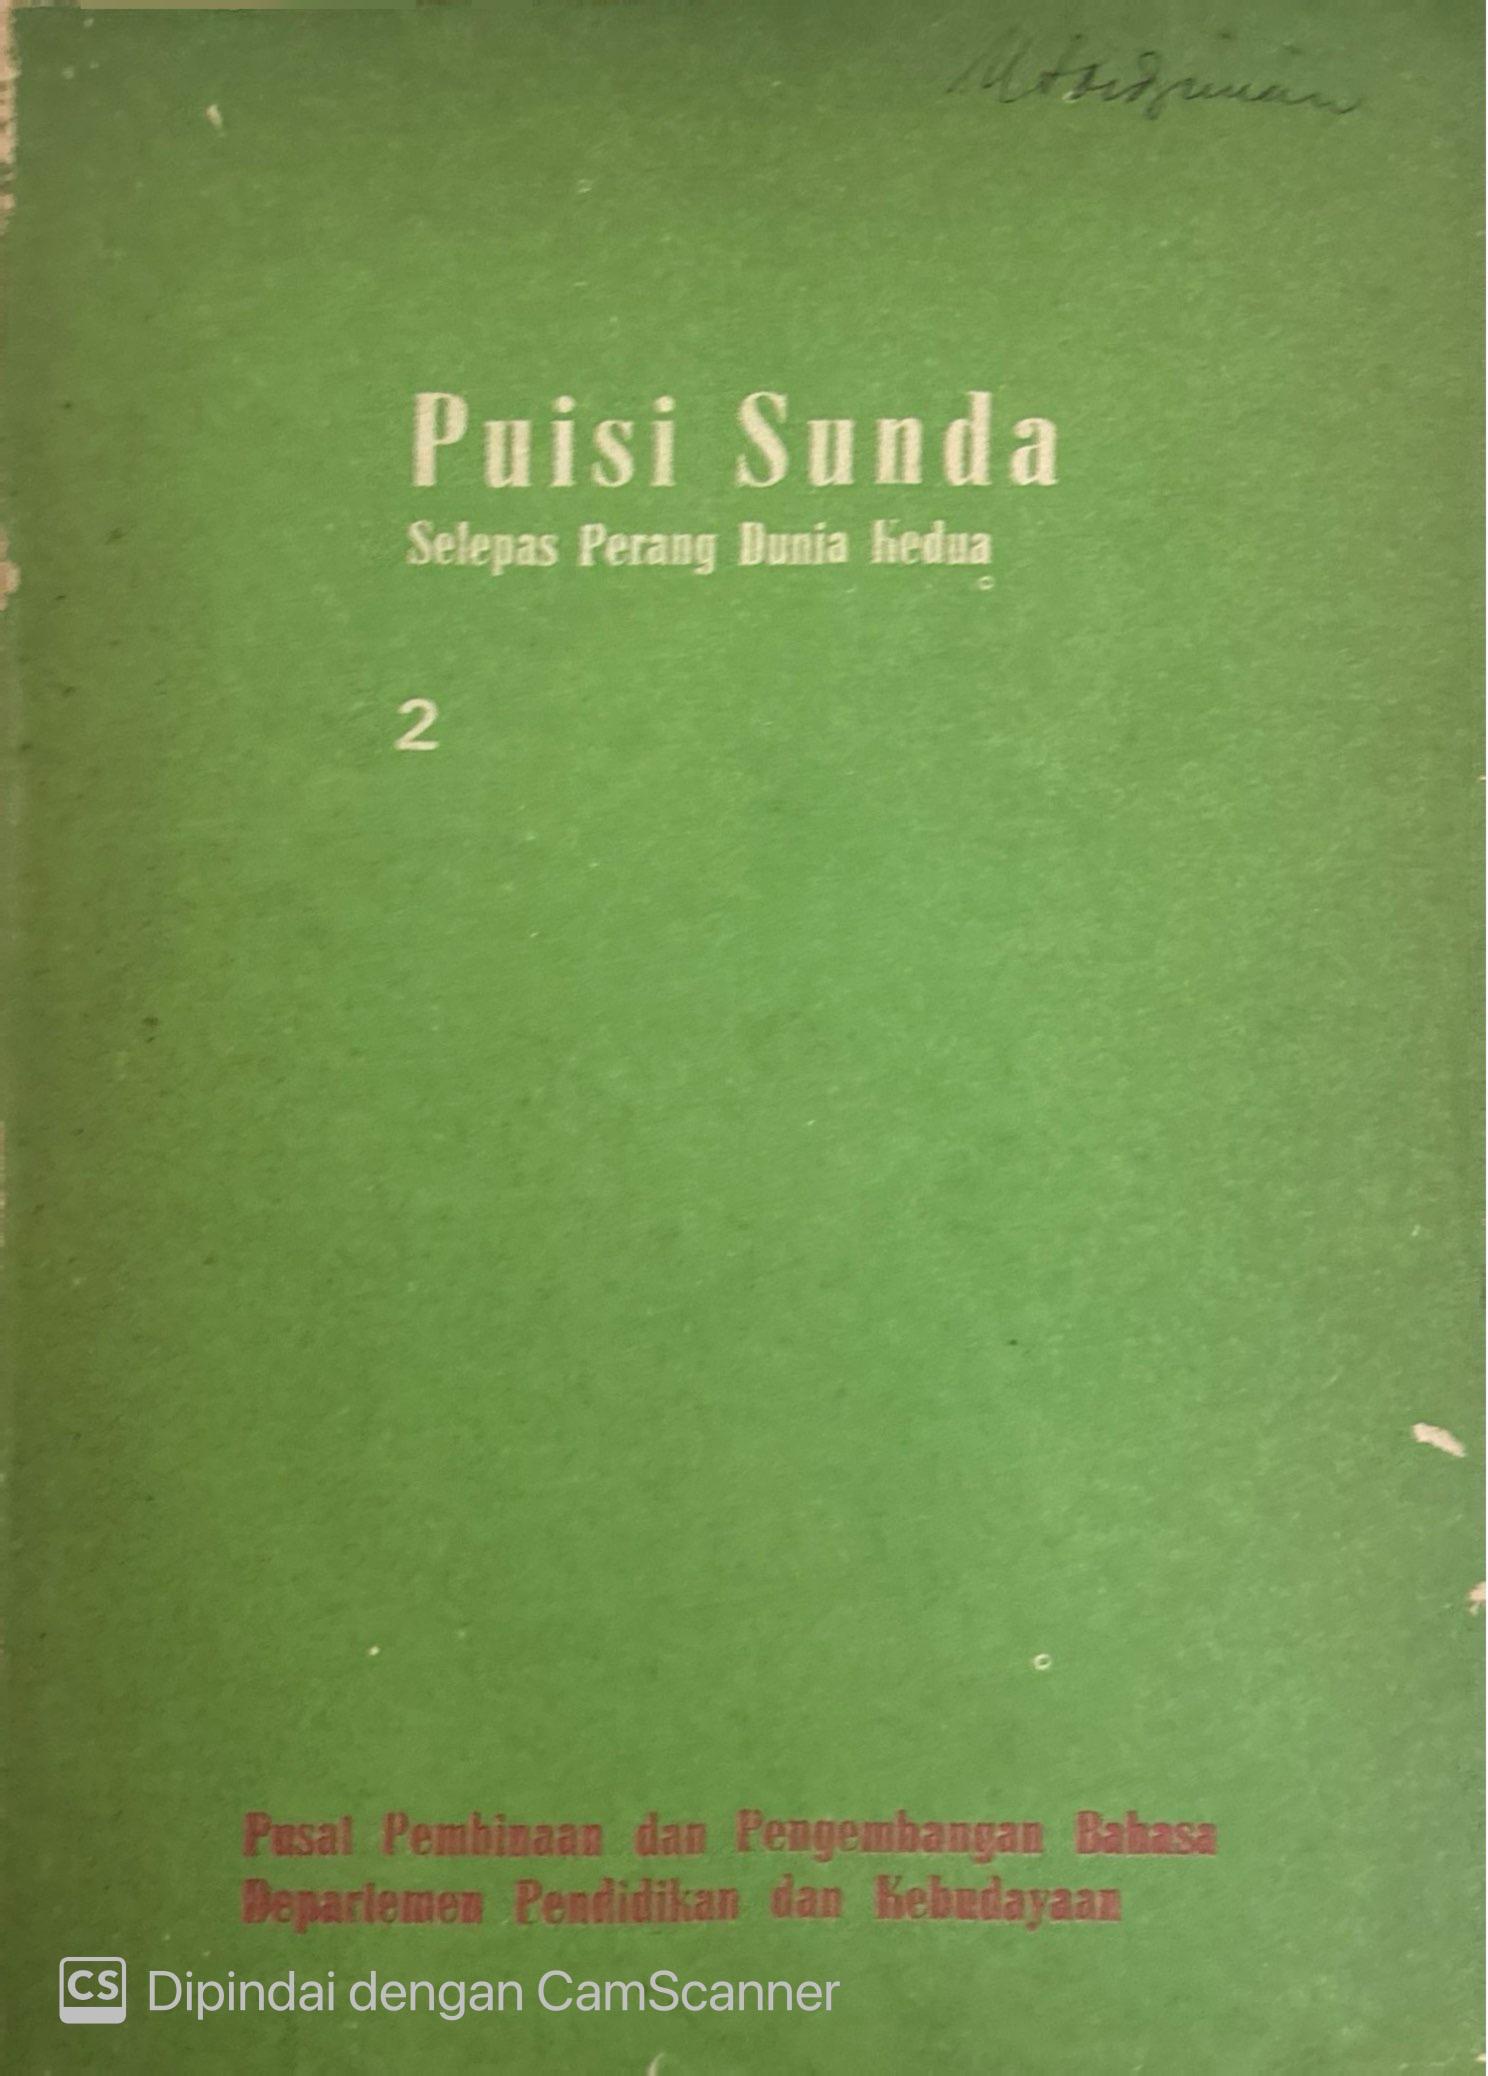 Puisi Sunda
Selepas Perang Dunia Kedua
2
Pusat Pembinaan dan Pengembangan Bahasa
Departemen Pendidikan dan Kebudayaan
CS Dipindai dengan CamScanner